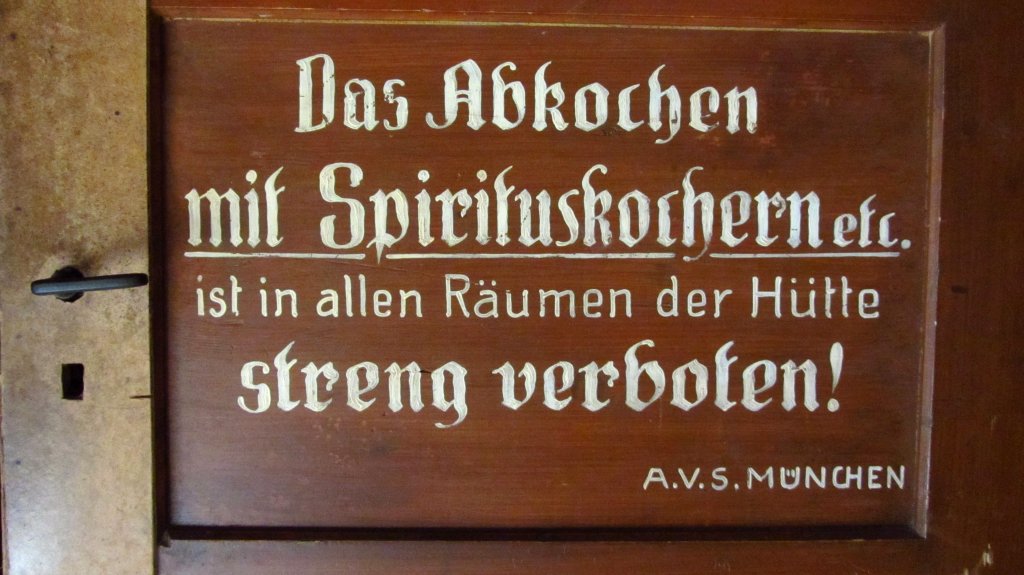 Das Abkochen
mit Spirituskochern etc.
ist in allen Räumen der Hütte
streng verboten!
A.V.S. MÜNCHEN